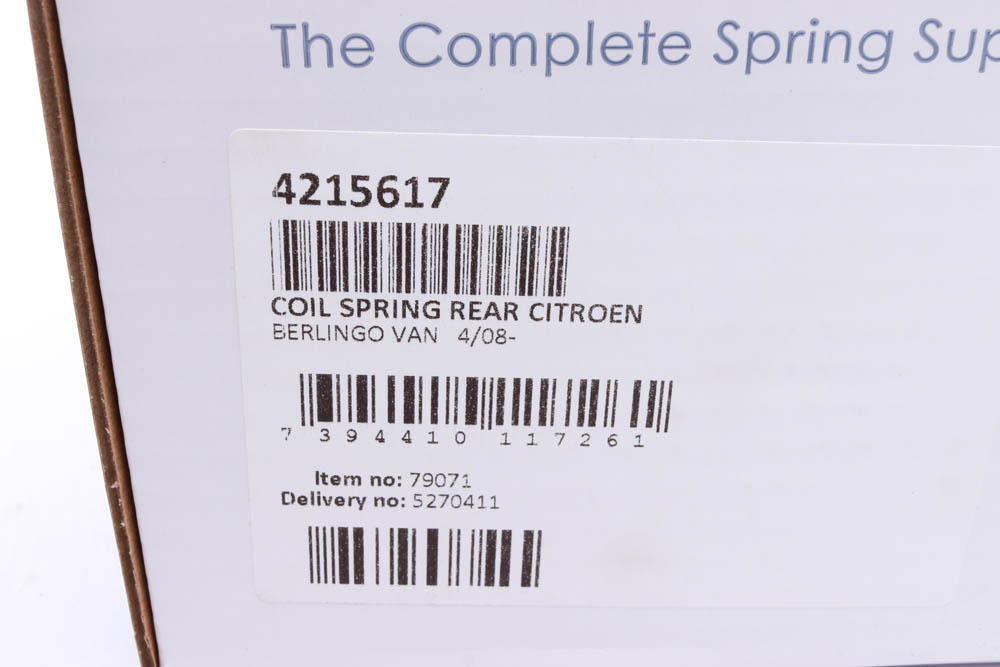 The Complete Spring Sup
4215617
COIL SPRING REAR CITROEN
BERLINGO VAN 4/08-
7 394410 117261
Item no: 79071
Delivery no: 5270411